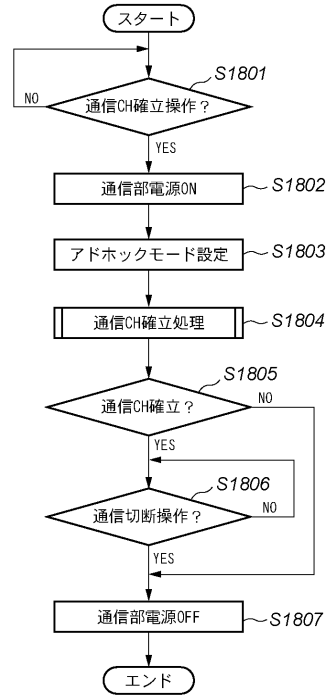 スタート
S1801
通信CH確立操作？
NO
YES
通信部電源ON
S1802
アドホックモード設定
S1803
通信CH確立処理
S1804
S1805
通信CH確立？
NO
YES
S1806
通信切断操作？
NO
YES
通信部電源OFF
S1807
エンド